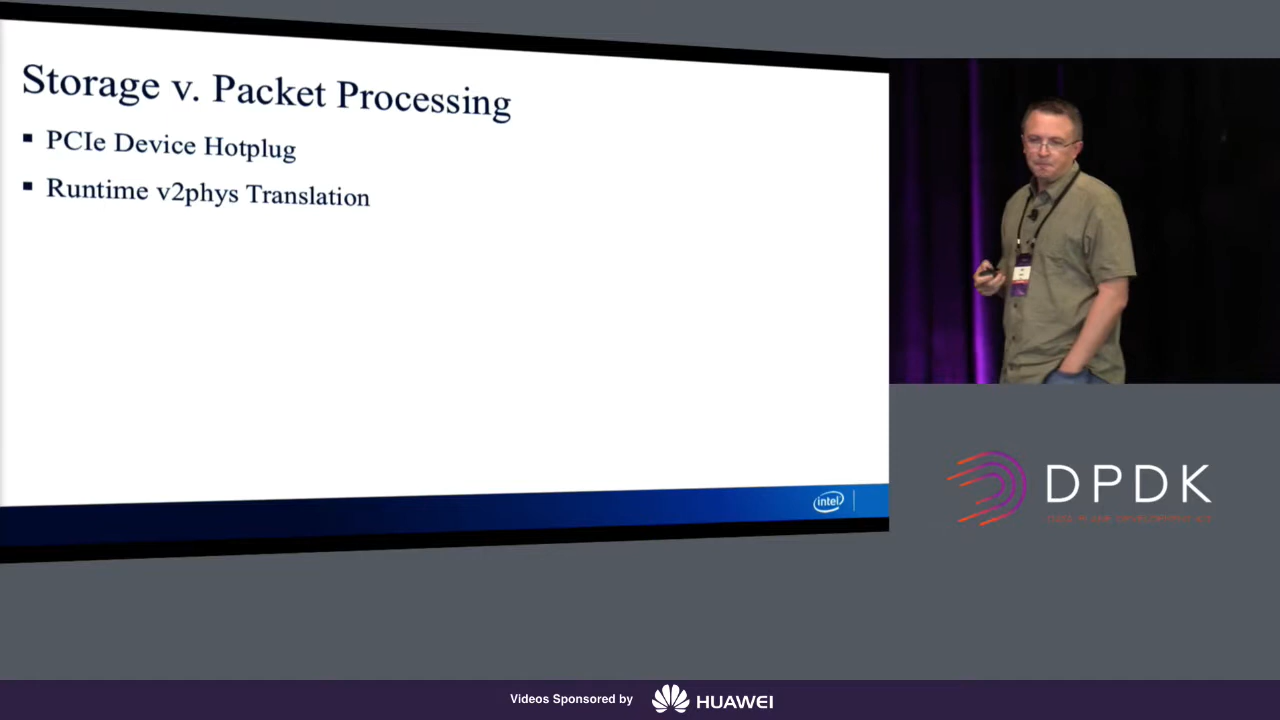 Storage v. Packet Processing
▪ PCIe Device Hotplug
▪ Runtime v2phys Translation
intel
DPDK
Videos Sponsored by HUAWEI